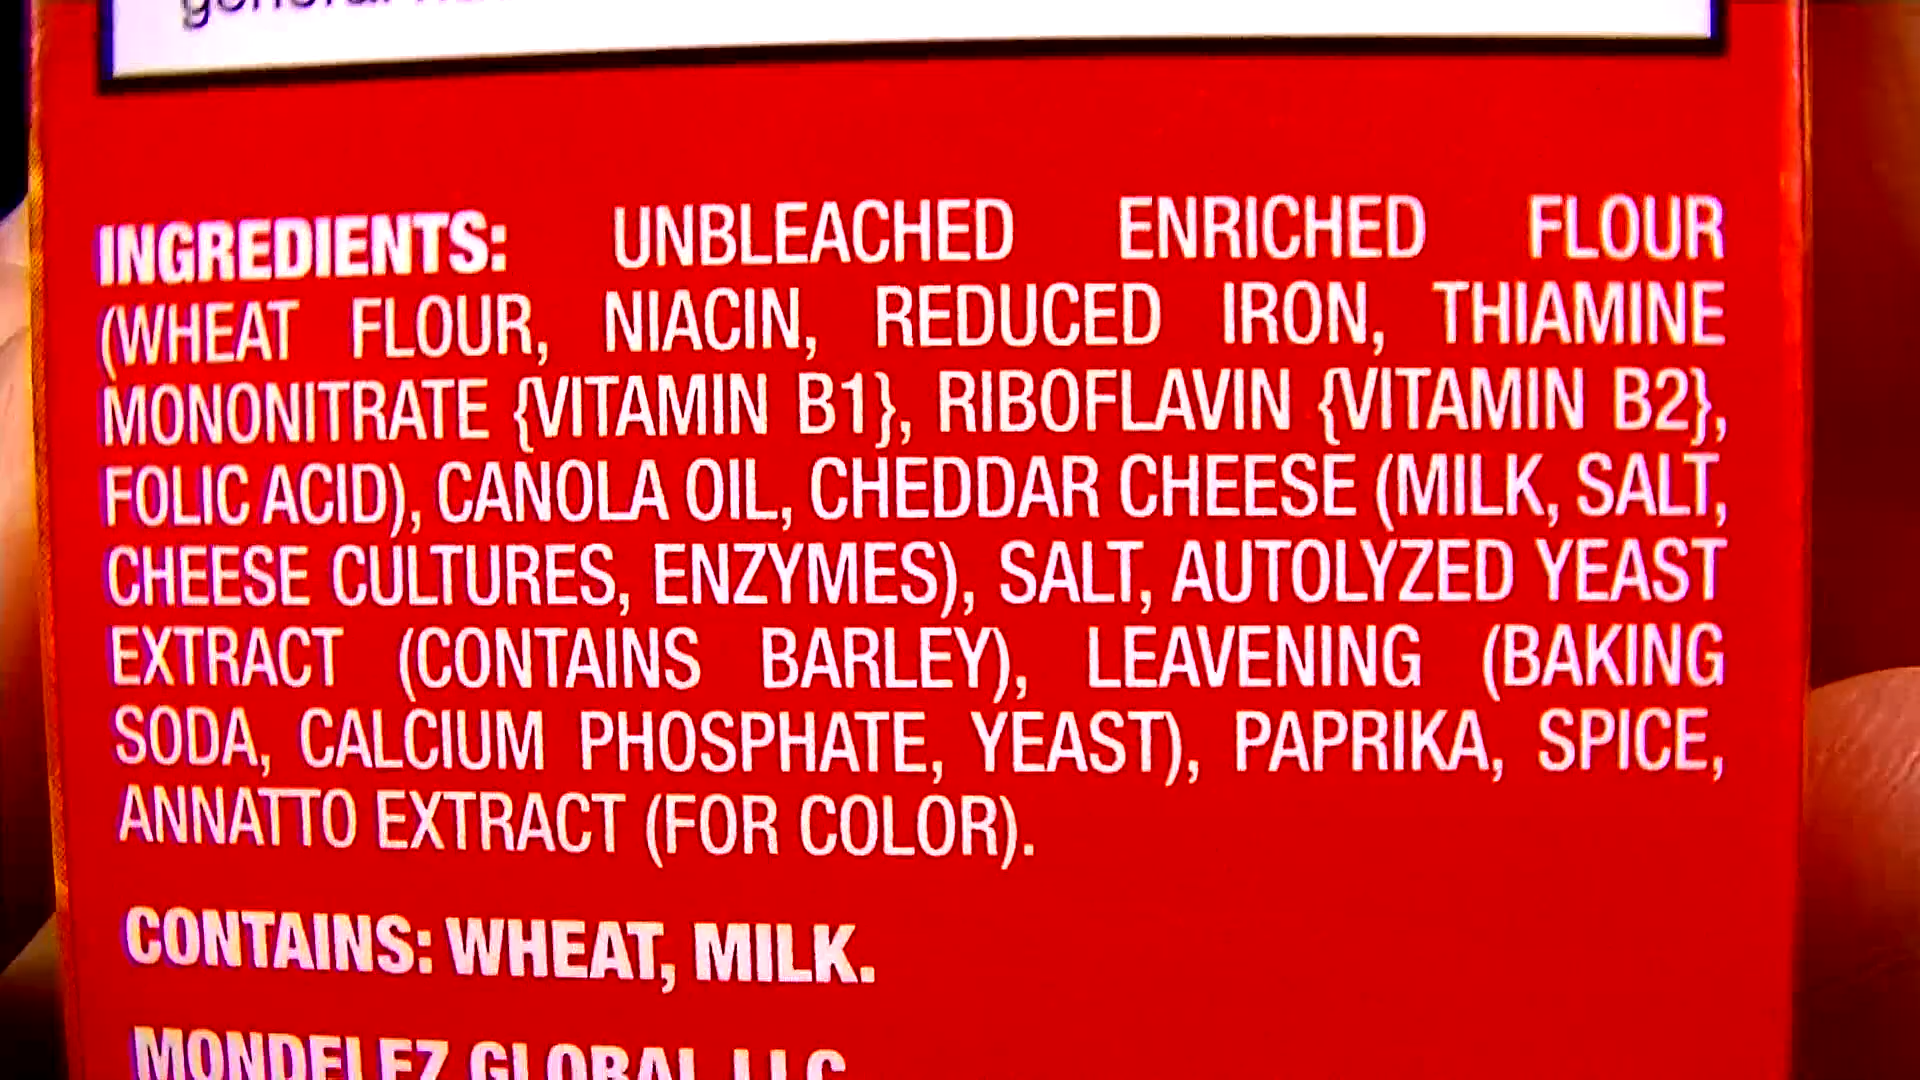 general
INGREDIENTS: UNBLEACHED ENRICHED FLOUR
(WHEAT FLOUR, NIACIN, REDUCED IRON, THIAMINE
MONONITRATE {VITAMIN B1}, RIBOFLAVIN {VITAMIN B2},
FOLIC ACID), CANOLA OIL, CHEDDAR CHEESE (MILK, SALT,
CHEESE CULTURES, ENZYMES), SALT, AUTOLYZED YEAST
EXTRACT (CONTAINS BARLEY), LEAVENING (BAKING
SODA, CALCIUM PHOSPHATE, YEAST), PAPRIKA, SPICE,
ANNATTO EXTRACT (FOR COLOR).
CONTAINS: WHEAT, MILK.
MONDELEZ GLOBAL LLC